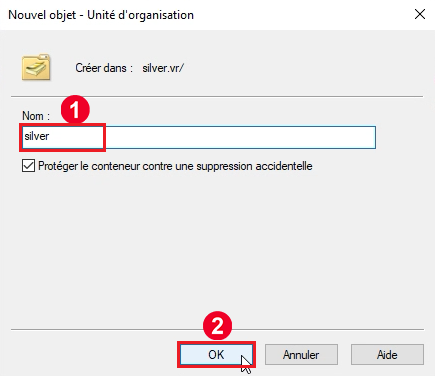 Nouvel objet - Unité d'organisation
Créer dans : silver.vr/
1
Nom :
silver
Protéger le conteneur contre une suppression accidentelle
2
OK Annuler Aide